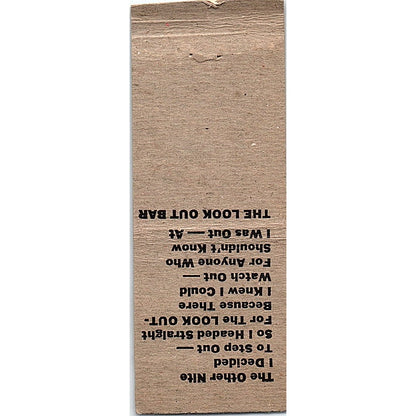 The Other Nite
I Decided
To Step Out —
So I Headed Straight
For The LOOK OUT-
Because There
I Knew I Could
Watch Out —
For Anyone Who
Shouldn't Know
I Was Out — At
THE LOOK OUT BAR